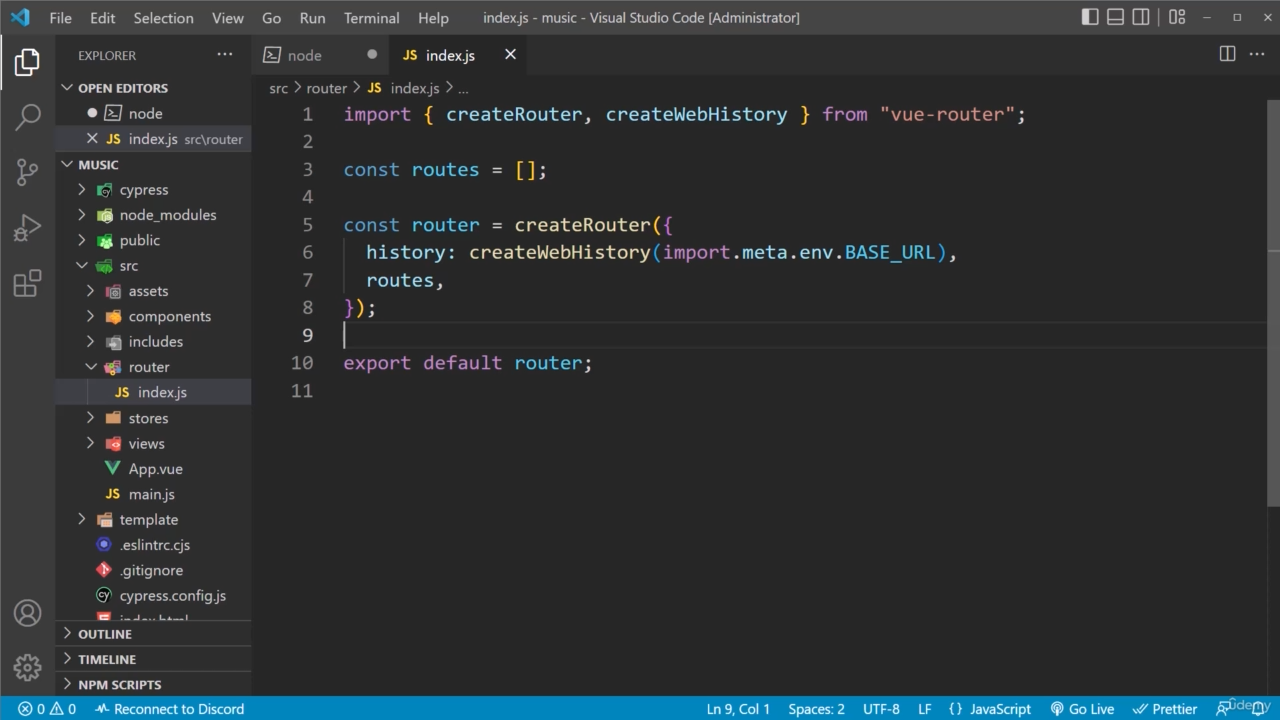 File Edit Selection View Go Run Terminal Help index.js - music - Visual Studio Code [Administrator]
EXPLORER
node
JS index.js
OPEN EDITORS
src router JS index.js ...
node
JS index.js src\router
MUSIC
cypress
node_modules
public
src
assets
components
includes
router
JS index.js
stores
views
App.vue
JS main.js
template
.eslintrc.cjs
.gitignore
cypress.config.js
index.html
OUTLINE
TIMELINE
NPM SCRIPTS
1 import { createRouter, createWebHistory } from "vue-router";
2
3 const routes = [];
4
5 const router = createRouter({
6 history: createWebHistory(import.meta.env.BASE_URL),
7 routes,
8 });
9
10 export default router;
11
0 0 Reconnect to Discord Ln 9, Col 1 Spaces: 2 UTF-8 LF {} JavaScript Go Live Prettier
Udemy